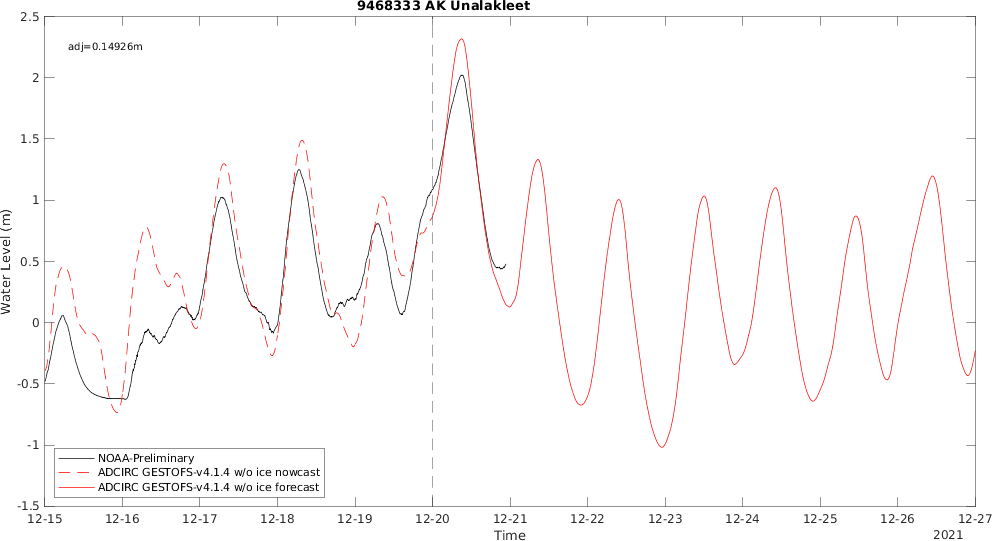 9468333 AK Unalakleet
adj=0.14926m
2.5
2
1.5
1
0.5
0
-0.5
-1
-1.5
Water Level (m)
NOAA-Preliminary
ADCIRC GESTOFS-v4.1.4 w/o ice nowcast
ADCIRC GESTOFS-v4.1.4 w/o ice forecast
12-15 12-16 12-17 12-18 12-19 12-20 12-21 12-22 12-23 12-24 12-25 12-26 12-27
Time
2021